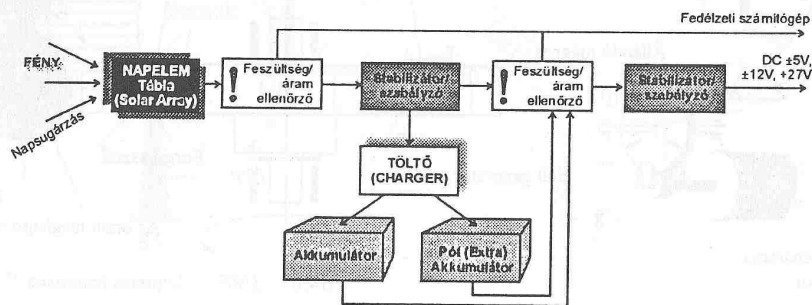 Fedélzeti számítógép
FÉNY
Napsugárzás
NAPELEM
Tábla
(Solar Array)
! Feszültség/
áram
ellenőrző
Stabilizátor/
szabályzó
! Feszültség/
áram
ellenőrző
Stabilizátor/
szabályzó
DC ±5V,
±12V, +27V
TÖLTŐ
(CHARGER)
Akkumulátor
Pót (Extra)
Akkumulátor